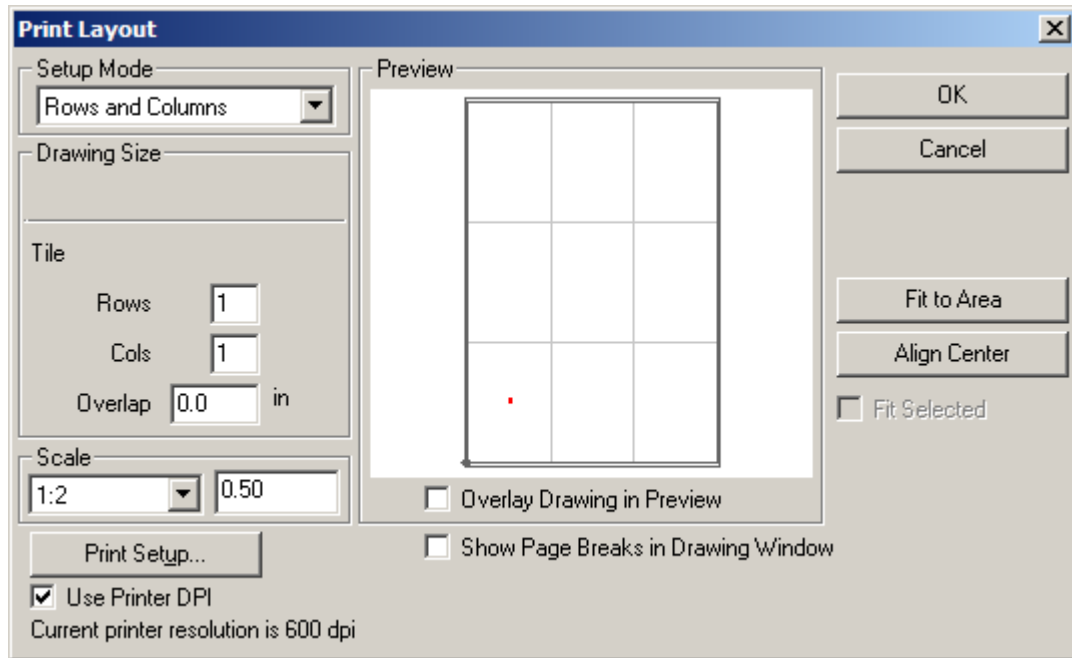 Print Layout
Setup Mode
Rows and Columns
Drawing Size
Tile
Rows 1
Cols 1
Overlap 0.0 in
Scale
1:2 0.50
Print Setup...
Use Printer DPI
Current printer resolution is 600 dpi
Preview
Overlay Drawing in Preview
Show Page Breaks in Drawing Window
OK
Cancel
Fit to Area
Align Center
Fit Selected